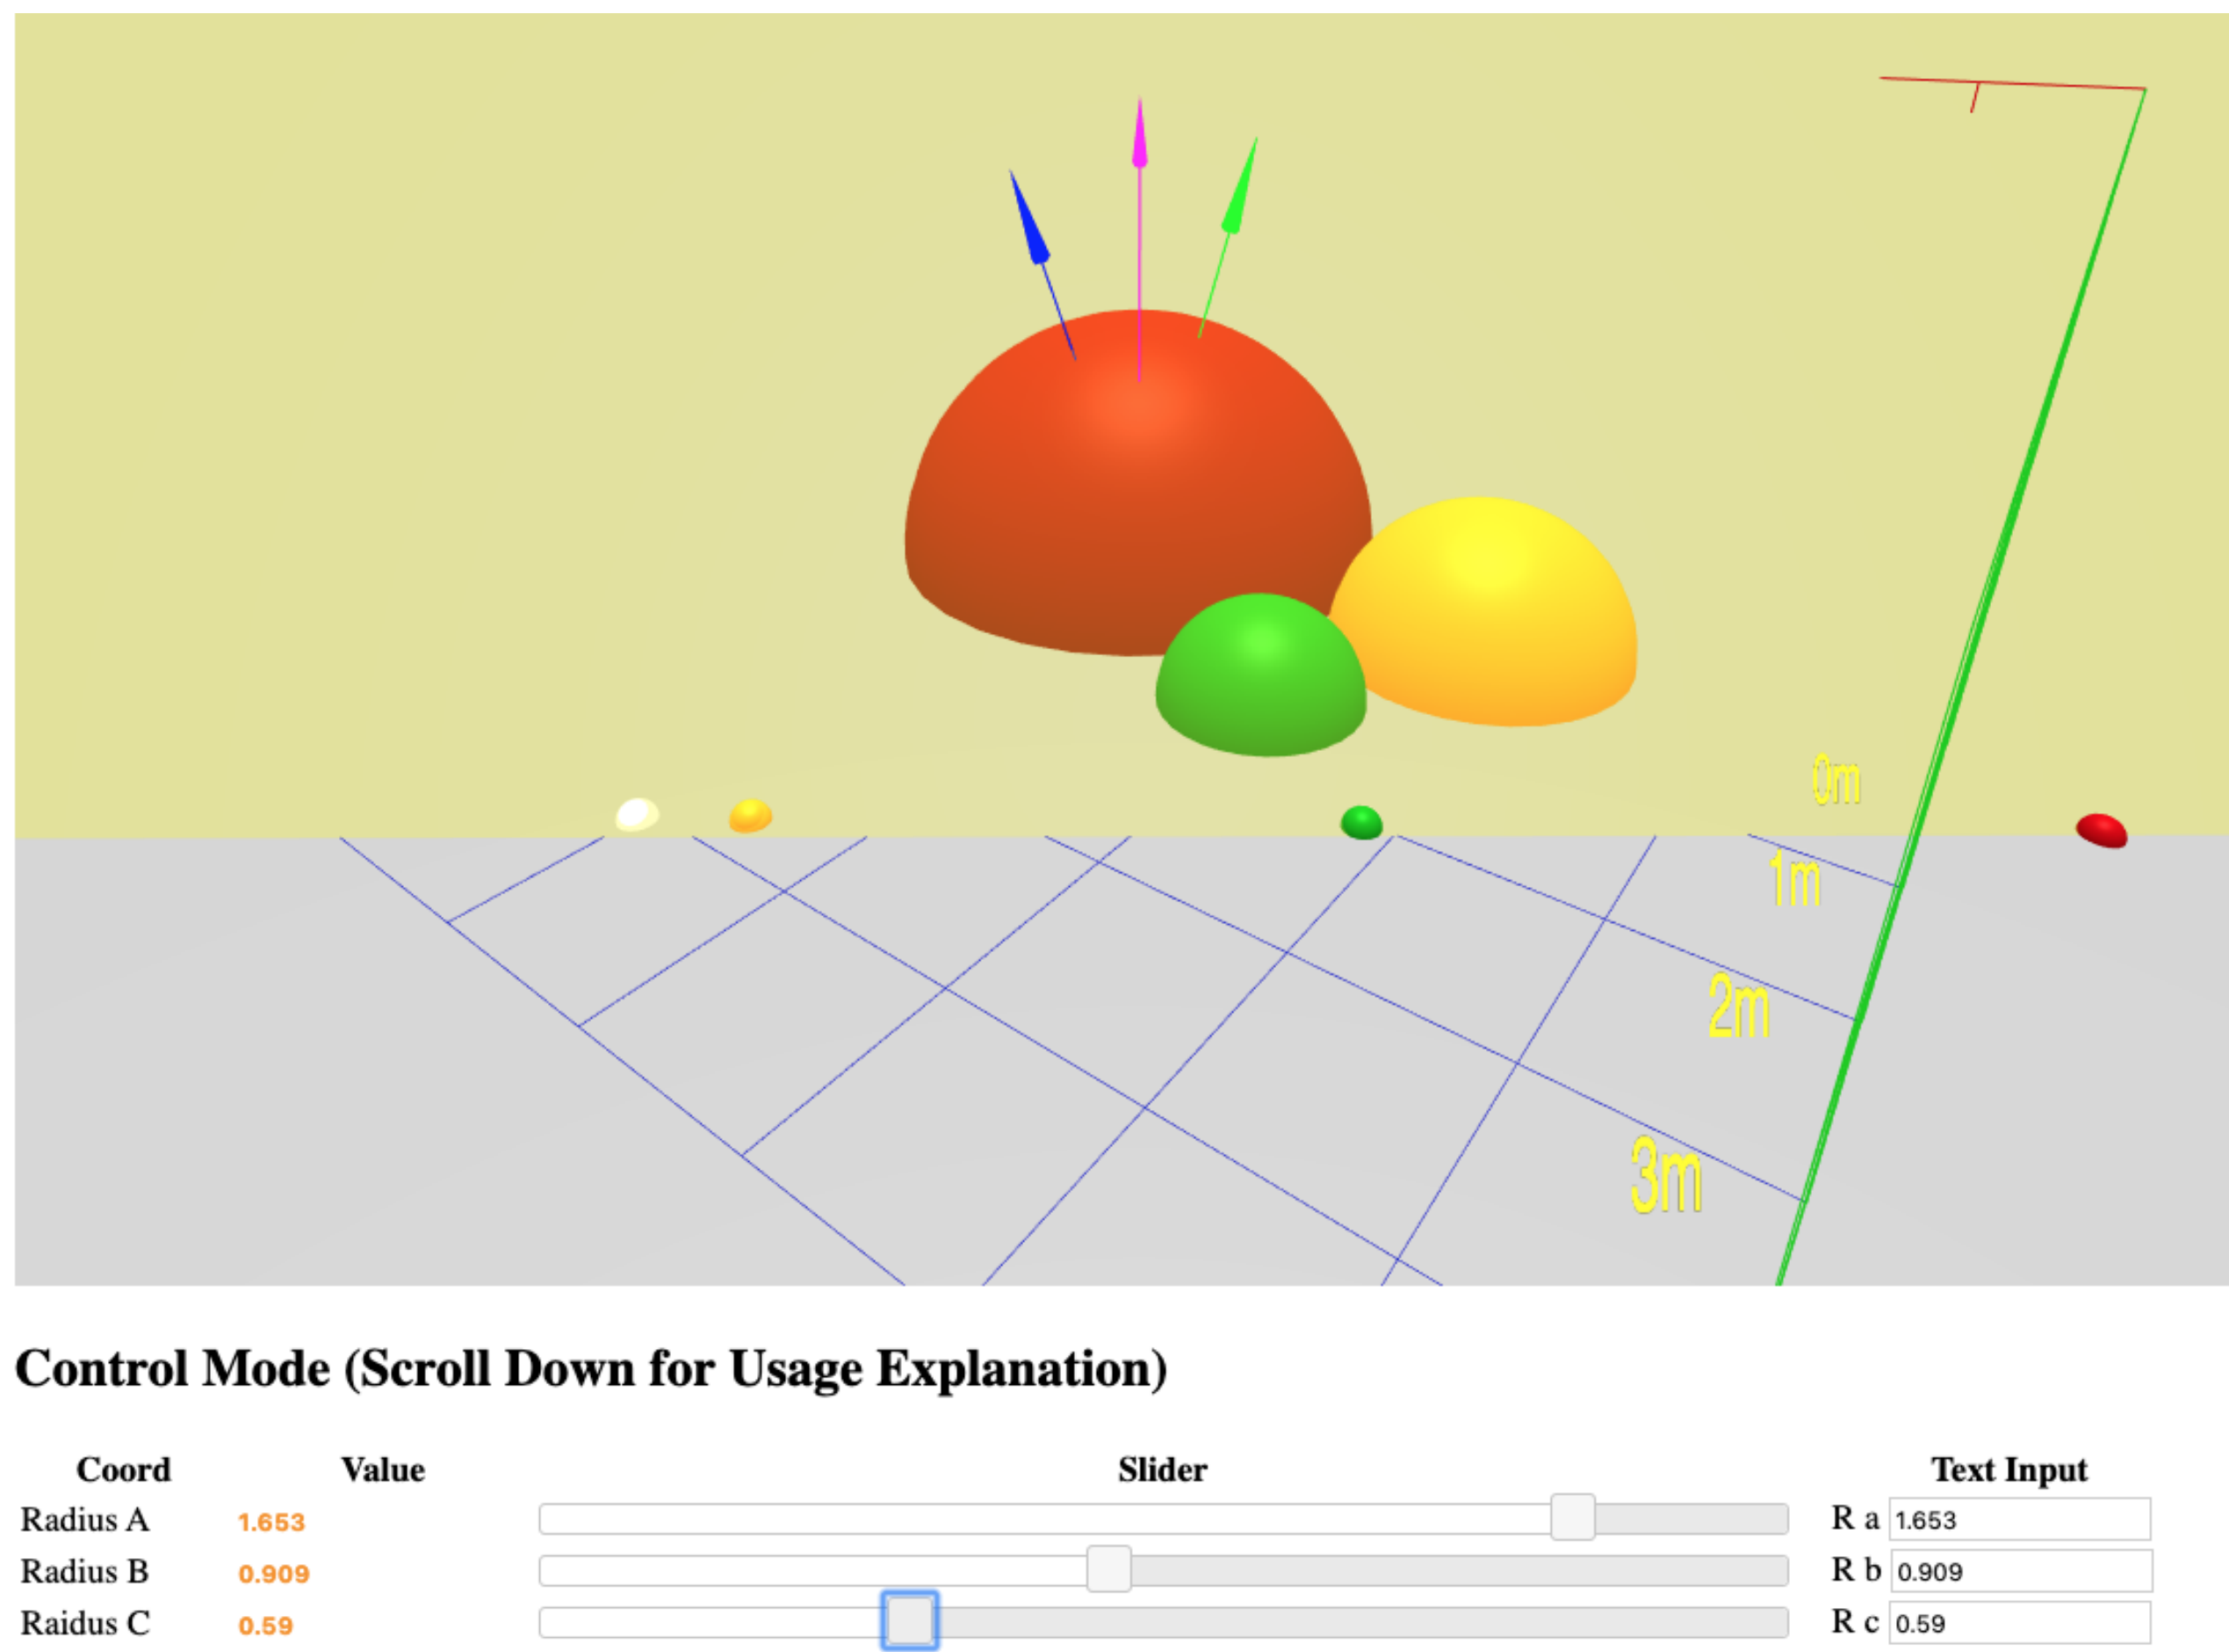 0m
1m
2m
3m
Control Mode (Scroll Down for Usage Explanation)
Coord Value Slider Text Input
Radius A 1.653 R a 1.653
Radius B 0.909 R b 0.909
Raidus C 0.59 R c 0.59